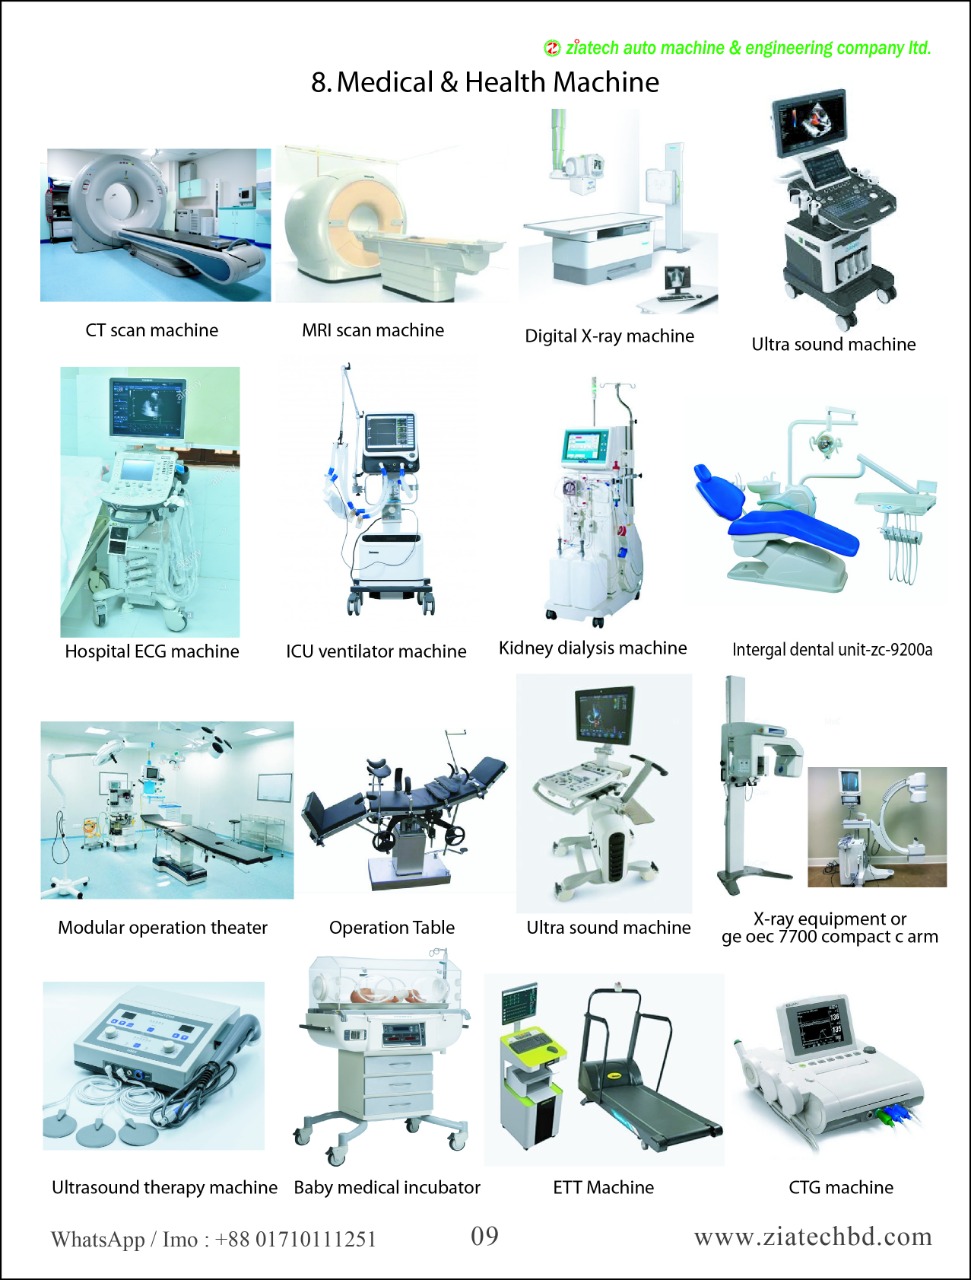 ziatech auto machine & engineering company ltd.
8. Medical & Health Machine
CT scan machine
MRI scan machine
Digital X-ray machine
Ultra sound machine
Hospital ECG machine
ICU ventilator machine
Kidney dialysis machine
Intergal dental unit-zc-9200a
Modular operation theater
Operation Table
Ultra sound machine
X-ray equipment or
ge oec 7700 compact c arm
136
135
Ultrasound therapy machine
Baby medical incubator
ETT Machine
CTG machine
WhatsApp / Imo : +88 01710111251
09
www.ziatechbd.com